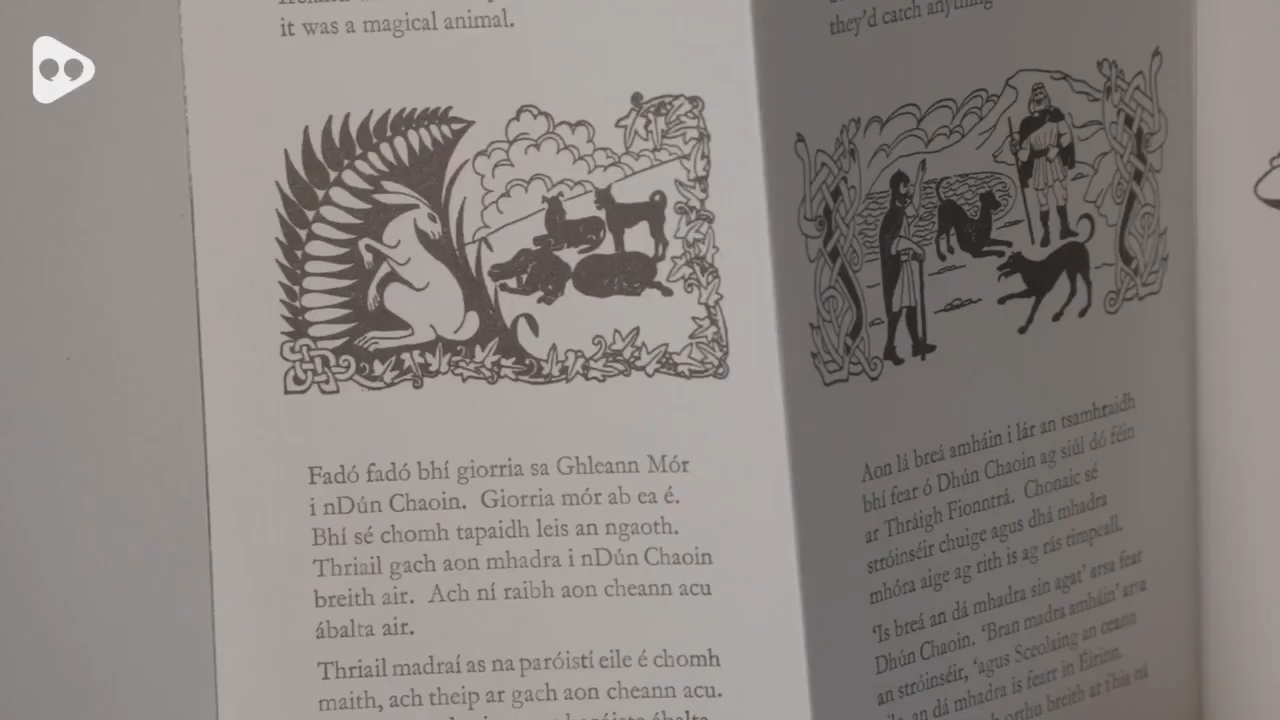 it was a magical animal.
Fadó fadó bhí giorria sa Ghleann Mór
i nDún Chaoin. Giorria mór ab ea é.
Bhí sé chomh tapaidh leis an ngaoth.
Thriail gach aon mhadra i nDún Chaoin
breith air. Ach ní raibh aon cheann acu
ábalta air.
Thriail madraí as na paróistí eile é chomh
maith, ach theip ar gach aon cheann acu.
they'd catch anything
Aon lá breá amháin i lár an tsamhraidh
bhí fear ó Dhún Chaoin ag siúl dó féin
ar Thráigh Fionntrá. Chonaic sé
stróinséir chuige agus dhá mhadra
mhóra aige ag rith is ag rás timpeall.
'Is breá an dá mhadra sin agat' arsa fear
Dhún Chaoin. 'Bran madra amháin' arsa
an stróinséir, 'agus Sceolaing an ceann
an dá mhadra is fearr in Éirinn.
orthu breith ar